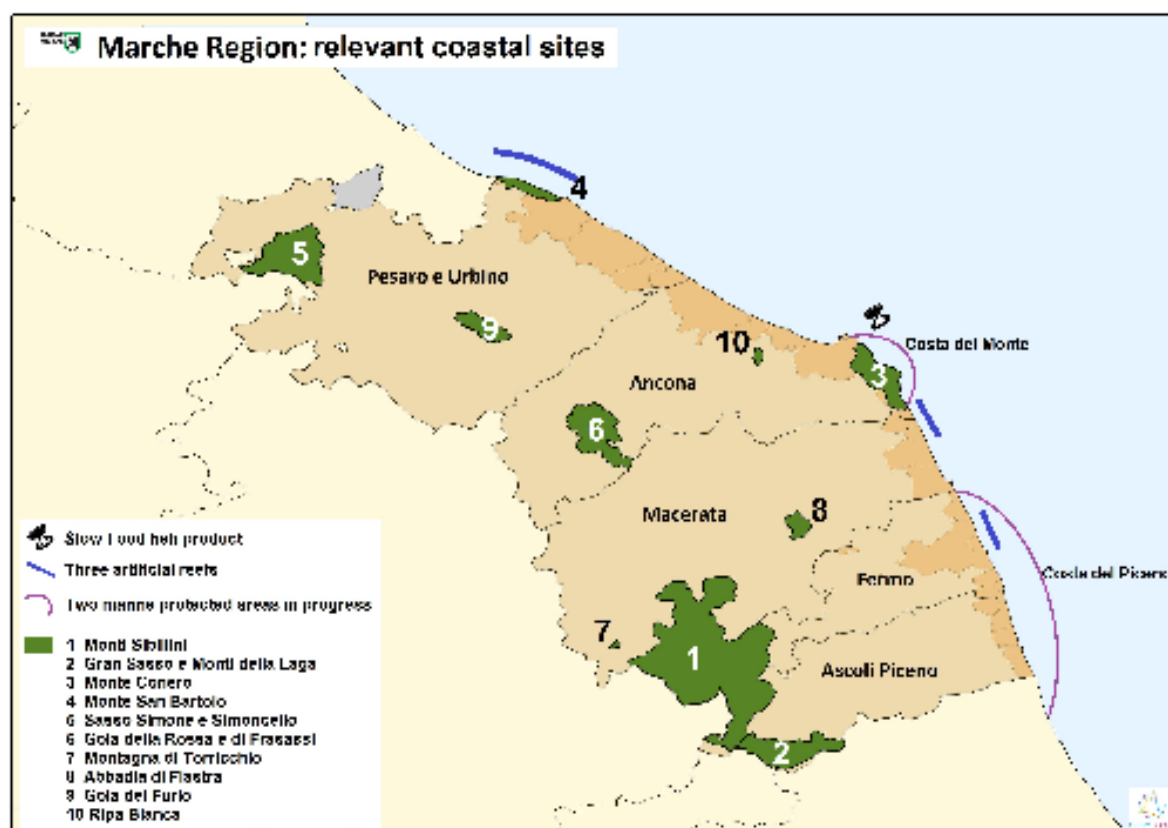 Marche Region: relevant coastal sites
4
5
Pesaro e Urbino
9
10
Costa del Monte
3
Ancona
6
8
Macerata
Costa del Piceno
Fermo
7
1
Ascoli Piceno
2
Slow Food fish product
Three artificial reefs
Two marine protected areas in progress
1 Monti Sibillini
2 Gran Sasso e Monti della Laga
3 Monte Conero
4 Monte San Bartolo
5 Sasso Simone e Simoncello
6 Gola della Rossa e di Frasassi
7 Montagna di Torricchio
8 Abbadia di Fiastra
9 Gola del Furlo
10 Ripa Bianca